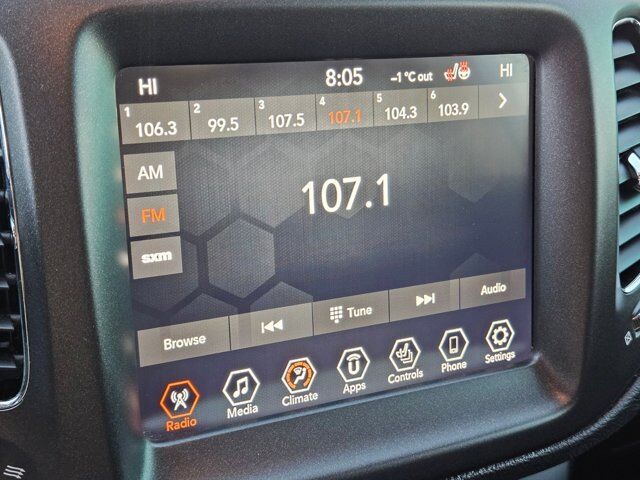 HI 8:05 –1 °C out HI
1 106.3 2 99.5 3 107.5 4 107.1 5 104.3 6 103.9
AM
FM
sxm
107.1
Browse Tune Audio
Radio Media Climate Apps Controls Phone Settings